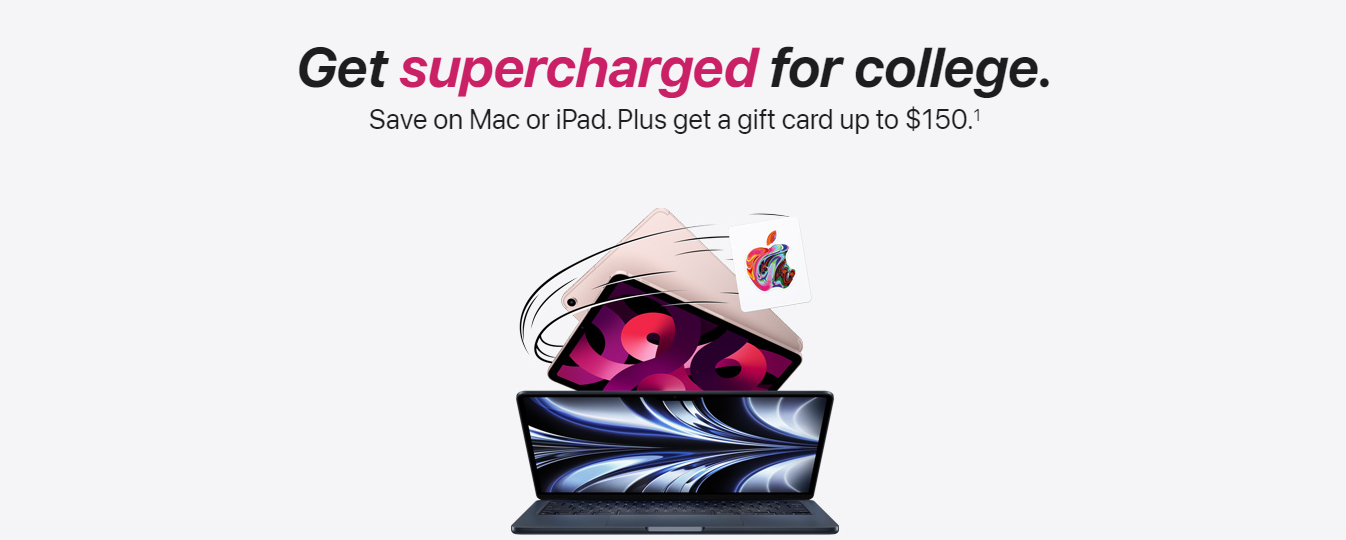 Get supercharged for college.
Save on Mac or iPad. Plus get a gift card up to $150.¹